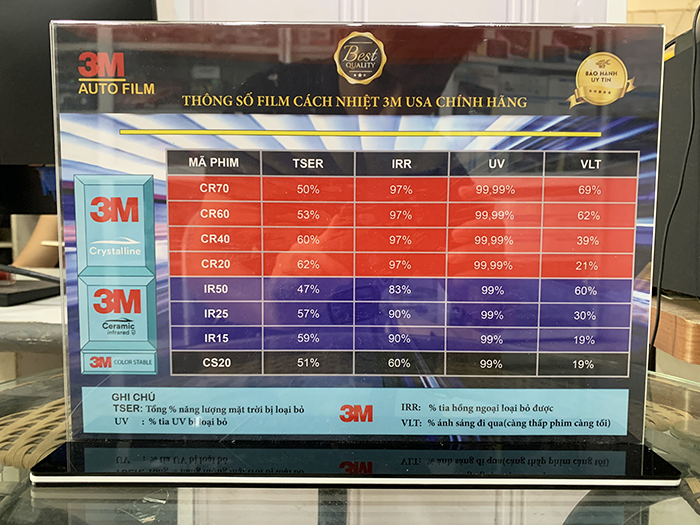 3M
AUTO FILM
Best
QUALITY
BẢO HÀNH
UY TÍN
THÔNG SỐ FILM CÁCH NHIỆT 3M USA CHÍNH HÃNG
MÃ PHIM TSER IRR UV VLT
CR70 50% 97% 99,99% 69%
CR60 53% 97% 99,99% 62%
CR40 60% 97% 99,99% 39%
CR20 62% 97% 99,99% 21%
IR50 47% 83% 99% 60%
IR25 57% 90% 99% 30%
IR15 59% 90% 99% 19%
CS20 51% 60% 99% 19%
3M
Crystalline
3M
Ceramic
infrared
3M COLOR STABLE
GHI CHÚ
TSER: Tổng % năng lượng mặt trời bị loại bỏ
UV : % tia UV bị loại bỏ
3M
IRR: % tia hồng ngoại loại bỏ được
VLT: % ánh sáng đi qua(càng thấp phim càng tối)